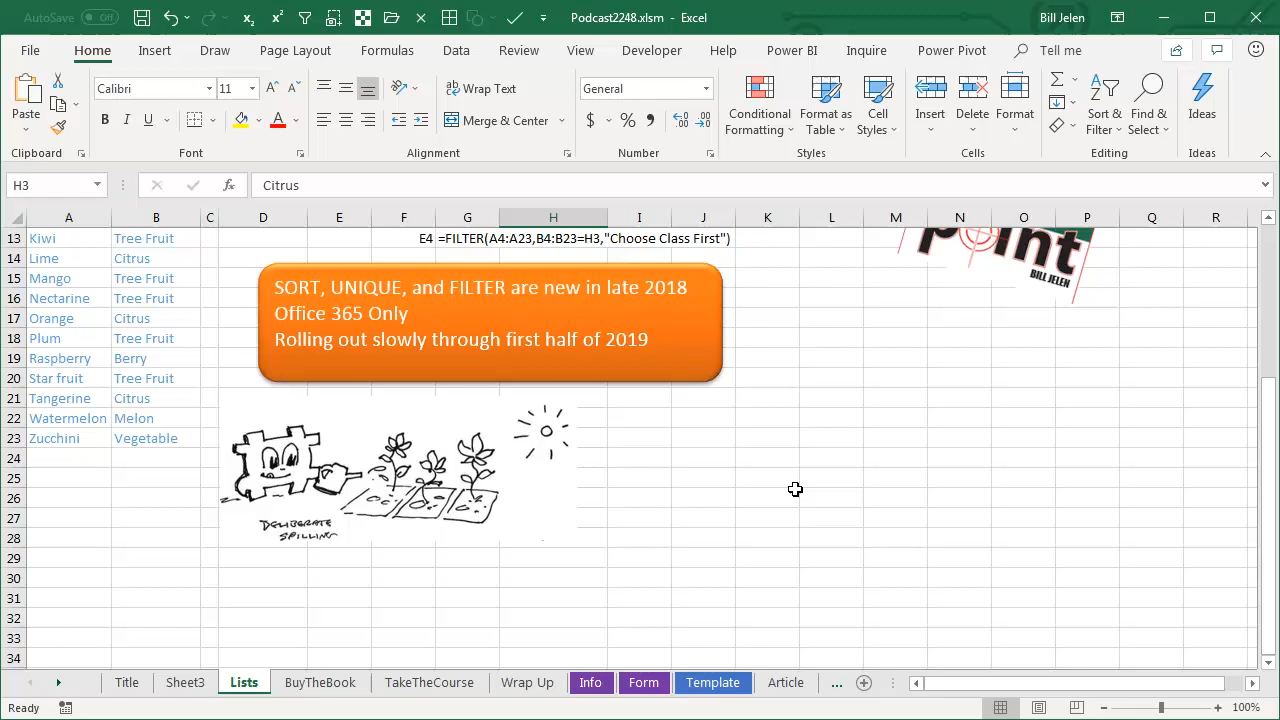 AutoSave Off Podcast2248.xlsm - Excel Bill Jelen
File Home Insert Draw Page Layout Formulas Data Review View Developer Help Power BI Inquire Power Pivot Tell me
Paste
Clipboard
Calibri 11
B I U
Font
Wrap Text
Merge & Center
Alignment
General
$ % ,
Number
Conditional Formatting
Format as Table
Cell Styles
Styles
Insert Delete Format
Cells
Sort & Filter
Find & Select
Editing
Ideas
Ideas
H3 fx Citrus
A B C D E F G H I J K L M N O P Q R
13 Kiwi Tree Fruit E4 =FILTER(A4:A23,B4:B23=H3,"Choose Class First")
14 Lime Citrus
15 Mango Tree Fruit
16 Nectarine Tree Fruit
17 Orange Citrus
18 Plum Tree Fruit
19 Raspberry Berry
20 Star fruit Tree Fruit
21 Tangerine Citrus
22 Watermelon Melon
23 Zucchini Vegetable
24
25
26
27
28
29
30
31
32
33
34
SORT, UNIQUE, and FILTER are new in late 2018
Office 365 Only
Rolling out slowly through first half of 2019
point
BILL JELEN
DELIBERATE
SPILLING
Title Sheet3 Lists BuyTheBook TakeTheCourse Wrap Up Info Form Template Article ...
Ready 100%